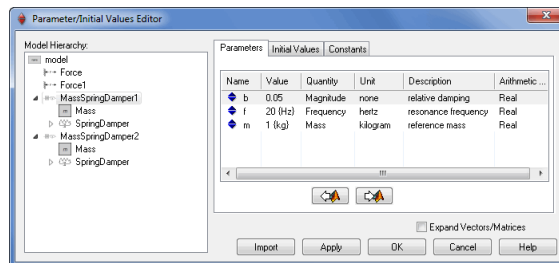 Parameter/Initial Values Editor
Model Hierarchy:
model
Force
Force1
MassSpringDamper1
Mass
SpringDamper
MassSpringDamper2
Mass
SpringDamper
Parameters Initial Values Constants
Name Value Quantity Unit Description Arithmetic ...
b 0.05 Magnitude none relative damping Real
f 20 {Hz} Frequency hertz resonance frequency Real
m 1 {kg} Mass kilogram reference mass Real
Expand Vectors/Matrices
Import Apply OK Cancel Help